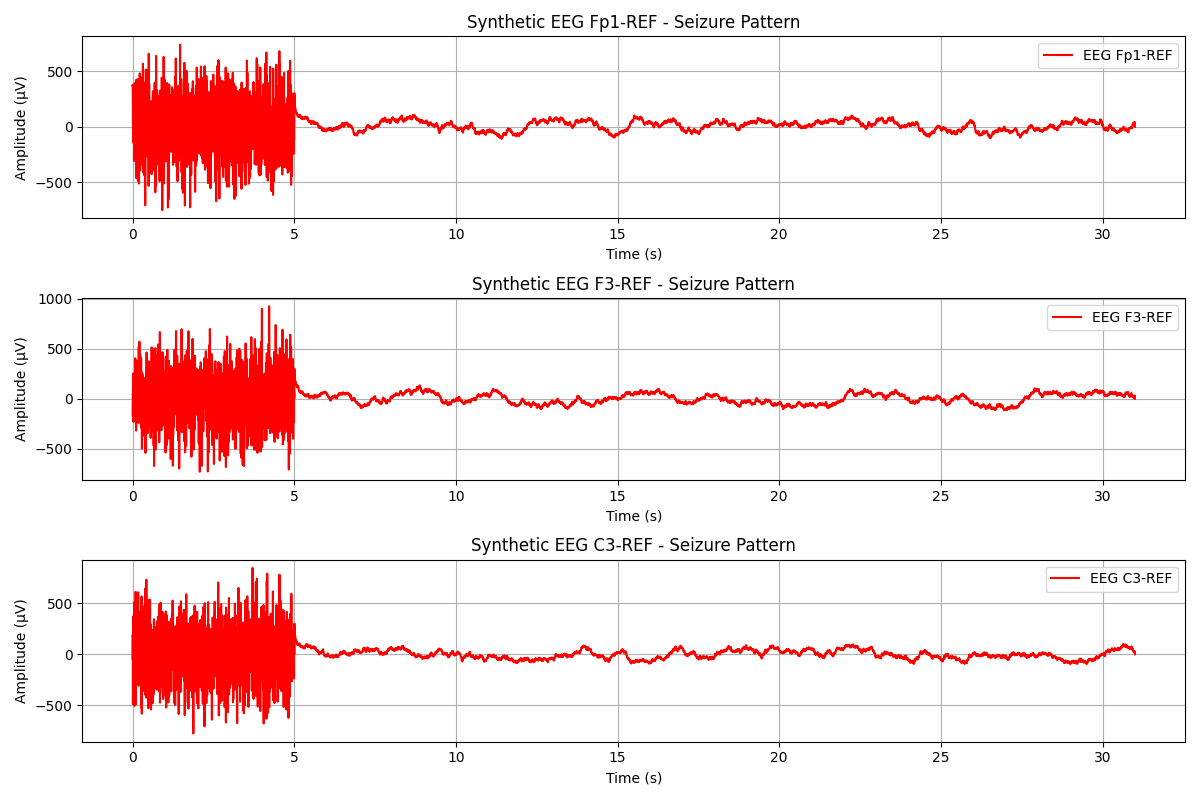 Synthetic EEG Fp1-REF - Seizure Pattern
Amplitude (µV)
500
0
−500
EEG Fp1-REF
0 5 10 15 20 25 30
Time (s)
Synthetic EEG F3-REF - Seizure Pattern
Amplitude (µV)
1000
500
0
−500
EEG F3-REF
0 5 10 15 20 25 30
Time (s)
Synthetic EEG C3-REF - Seizure Pattern
Amplitude (µV)
500
0
−500
EEG C3-REF
0 5 10 15 20 25 30
Time (s)